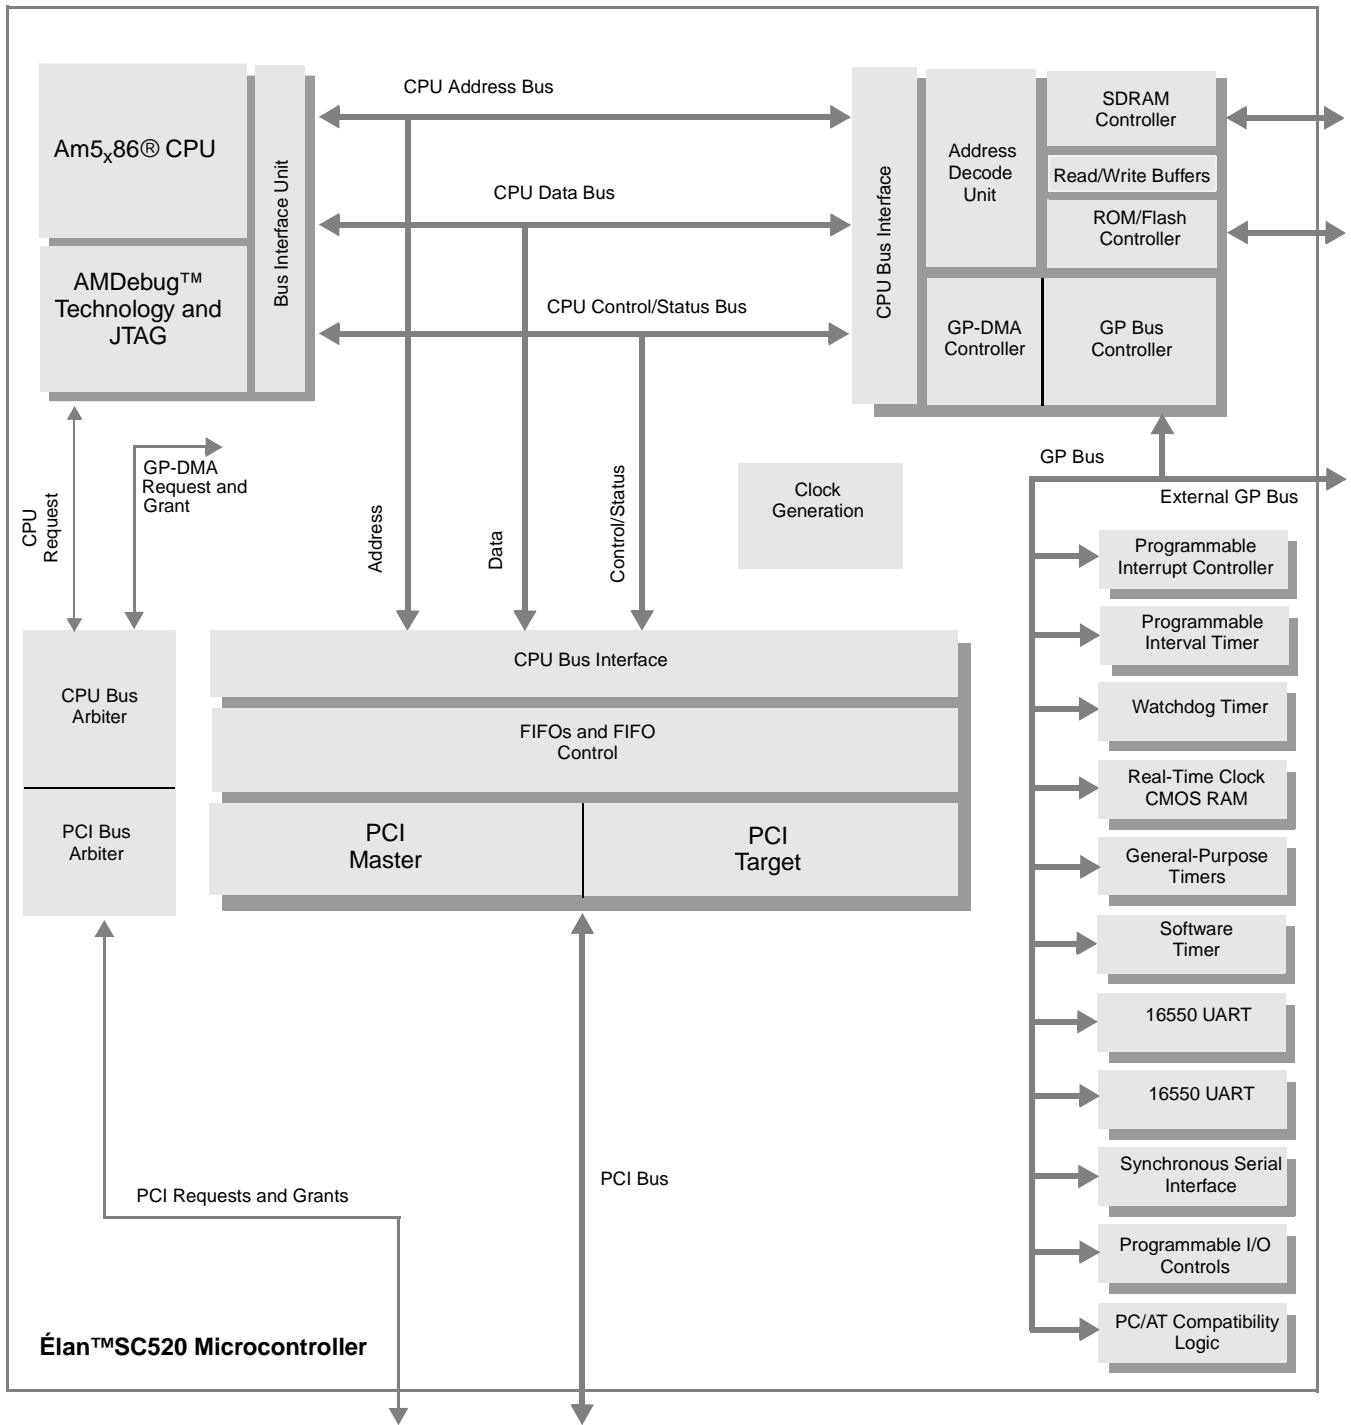 CPU Address Bus
Am5x86® CPU
Bus Interface Unit
AMDebug™
Technology and
JTAG
CPU Data Bus
CPU Control/Status Bus
CPU Bus Interface
Address
Decode
Unit
SDRAM
Controller
Read/Write Buffers
ROM/Flash
Controller
GP-DMA
Controller
GP Bus
Controller
CPU
Request
GP-DMA
Request and
Grant
Address
Data
Control/Status
Clock
Generation
GP Bus
External GP Bus
CPU Bus
Arbiter
PCI Bus
Arbiter
CPU Bus Interface
FIFOs and FIFO
Control
PCI
Master
PCI
Target
Programmable
Interrupt Controller
Programmable
Interval Timer
Watchdog Timer
Real-Time Clock
CMOS RAM
General-Purpose
Timers
Software
Timer
16550 UART
16550 UART
Synchronous Serial
Interface
Programmable I/O
Controls
PC/AT Compatibility
Logic
PCI Requests and Grants
PCI Bus
Élan™SC520 Microcontroller